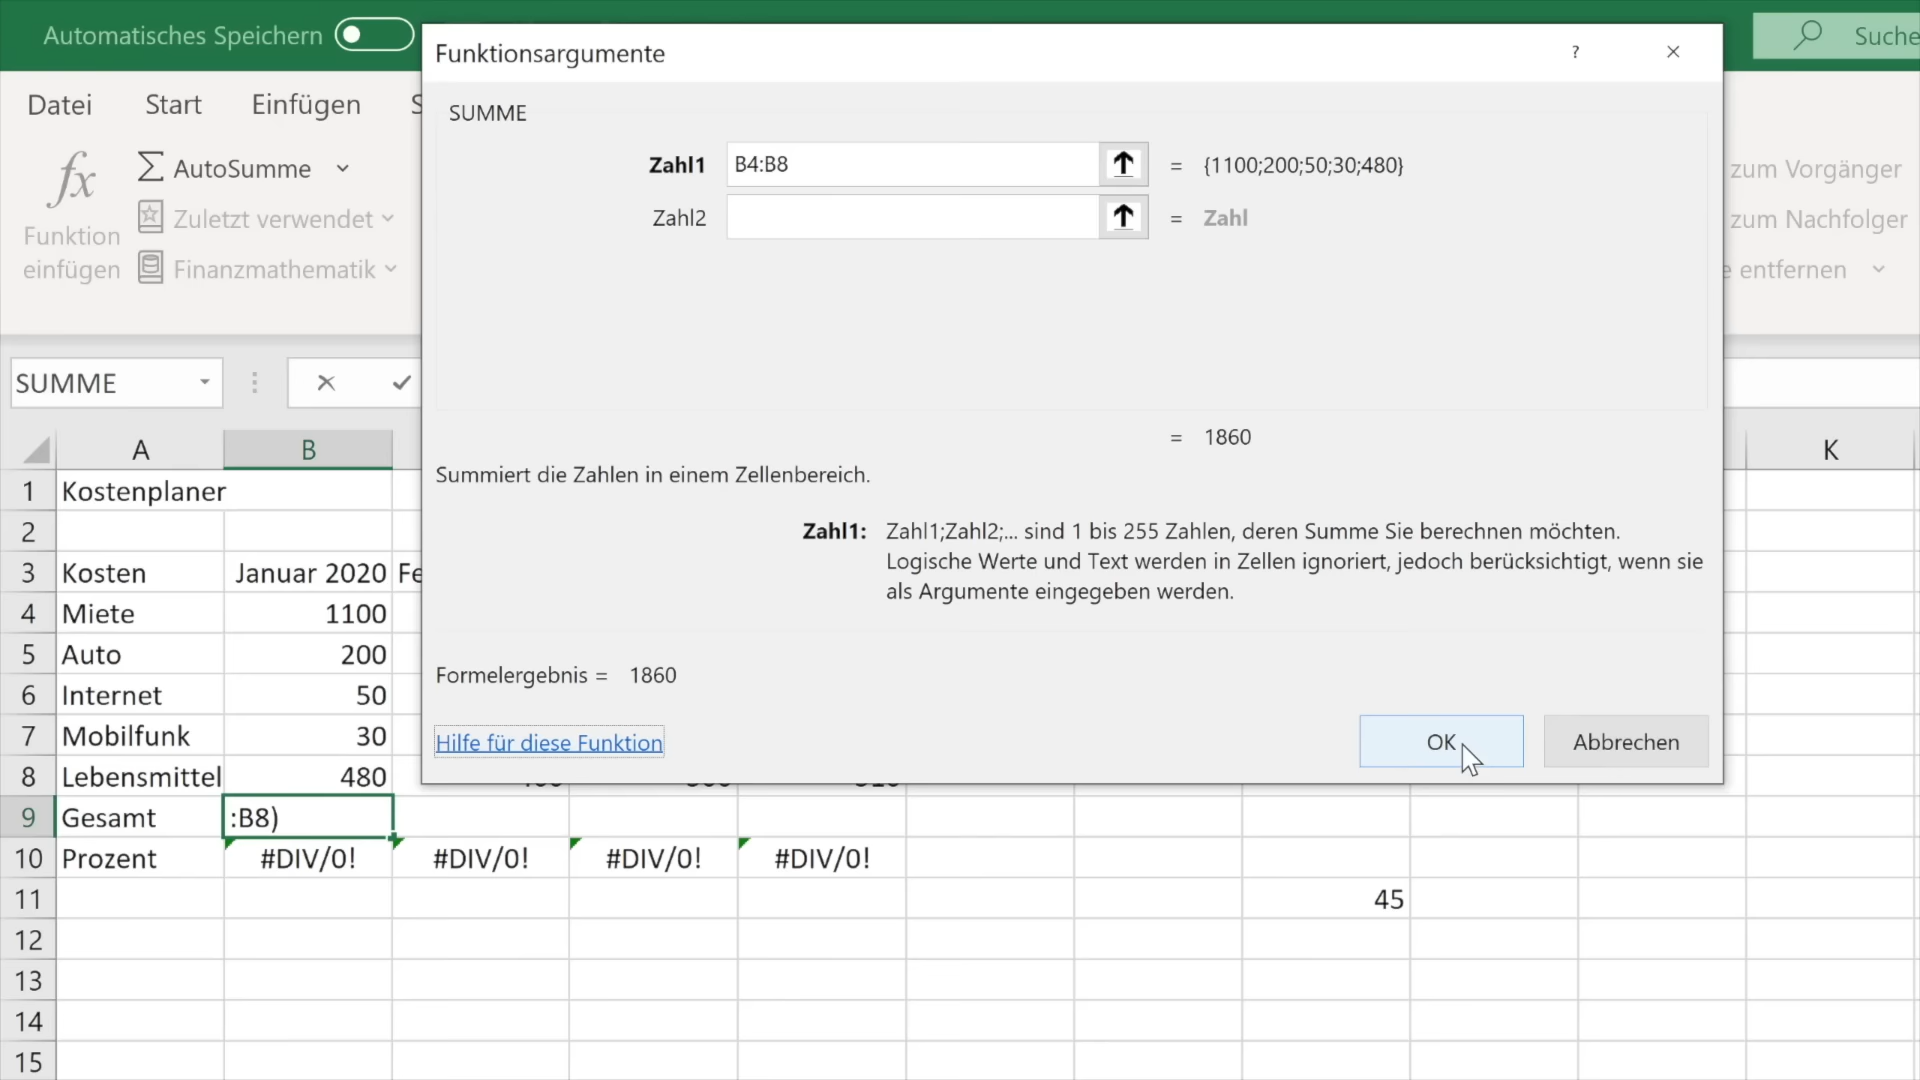 Automatisches Speichern
Funktionsargumente
?
Suche
Datei Start Einfügen S
SUMME
Zahl1 B4:B8 = {1100;200;50;30;480}
Zahl2 = Zahl
fx
Funktion einfügen
AutoSumme
Zuletzt verwendet
Finanzmathematik
zum Vorgänger
zum Nachfolger
e entfernen
= 1860
Summiert die Zahlen in einem Zellenbereich.
Zahl1: Zahl1;Zahl2;... sind 1 bis 255 Zahlen, deren Summe Sie berechnen möchten.
Logische Werte und Text werden in Zellen ignoriert, jedoch berücksichtigt, wenn sie
als Argumente eingegeben werden.
Formelergebnis = 1860
Hilfe für diese Funktion
OK Abbrechen
SUMME
A B K
1 Kostenplaner
2
3 Kosten Januar 2020 Fe
4 Miete 1100
5 Auto 200
6 Internet 50
7 Mobilfunk 30
8 Lebensmittel 480
9 Gesamt :B8)
10 Prozent #DIV/0! #DIV/0! #DIV/0! #DIV/0!
11 45
12
13
14
15